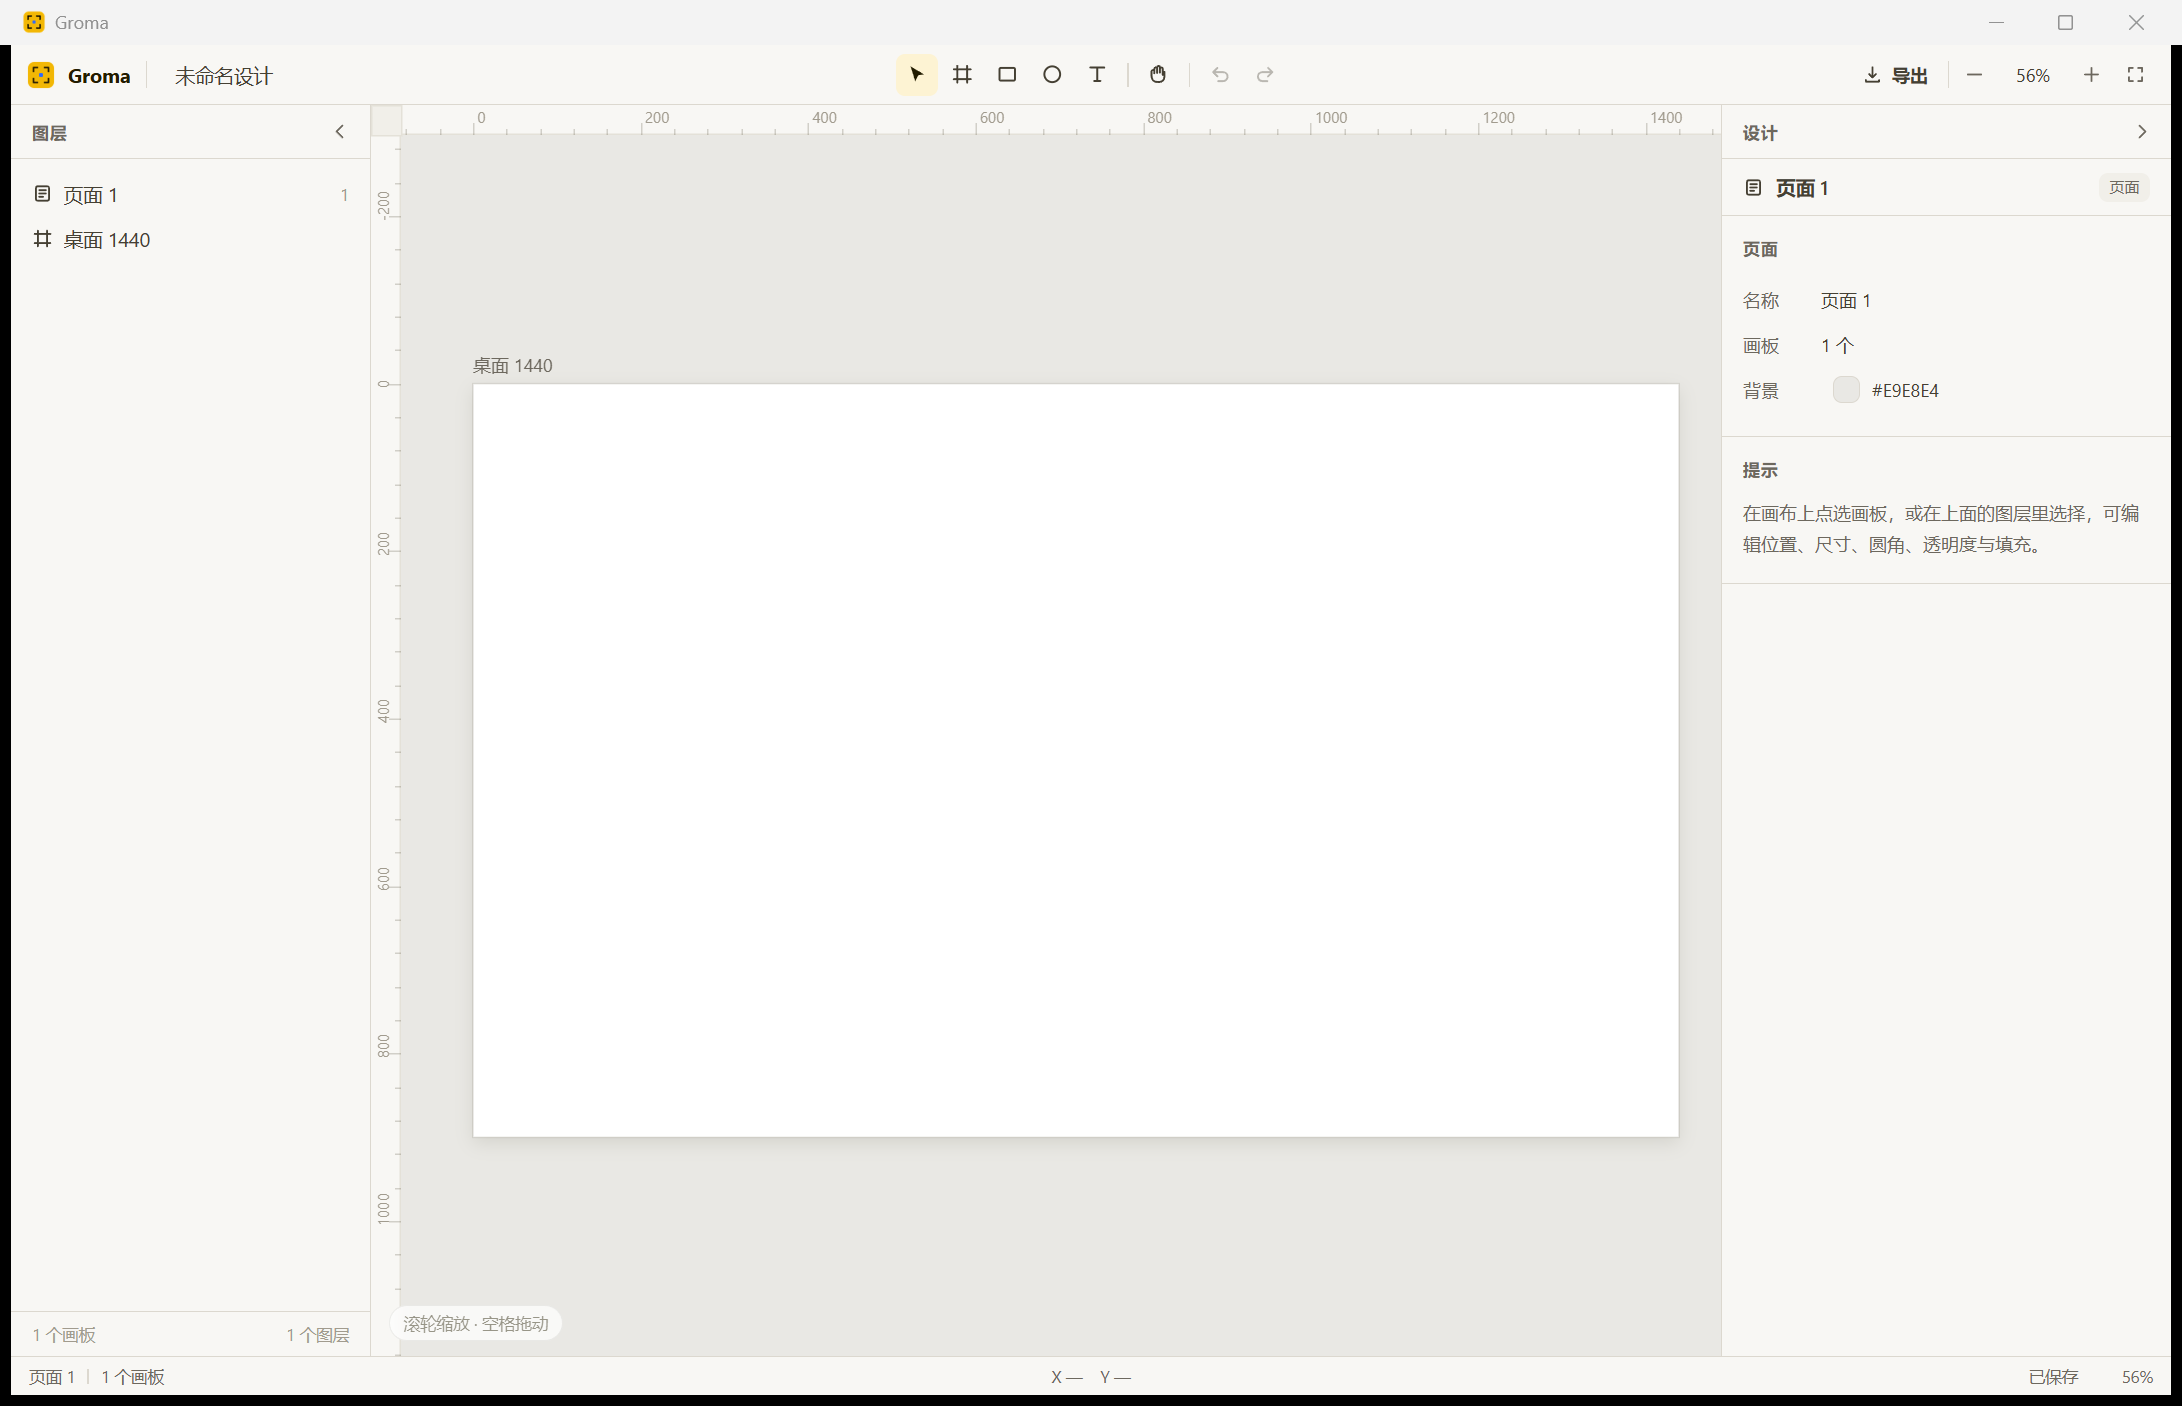 Groma
Groma
未命名设计
导出
56%
图层
页面 1
1
桌面 1440
0
200
400
600
800
1000
1200
1400
-200
0
200
400
600
800
1000
桌面 1440
设计
页面 1
页面
页面
名称
页面 1
画板
1 个
背景
#E9E8E4
提示
在画布上点选画板，或在上面的图层里选择，可编
辑位置、尺寸、圆角、透明度与填充。
1 个画板
1 个图层
滚轮缩放 · 空格拖动
页面 1
1 个画板
X —
Y —
已保存
56%